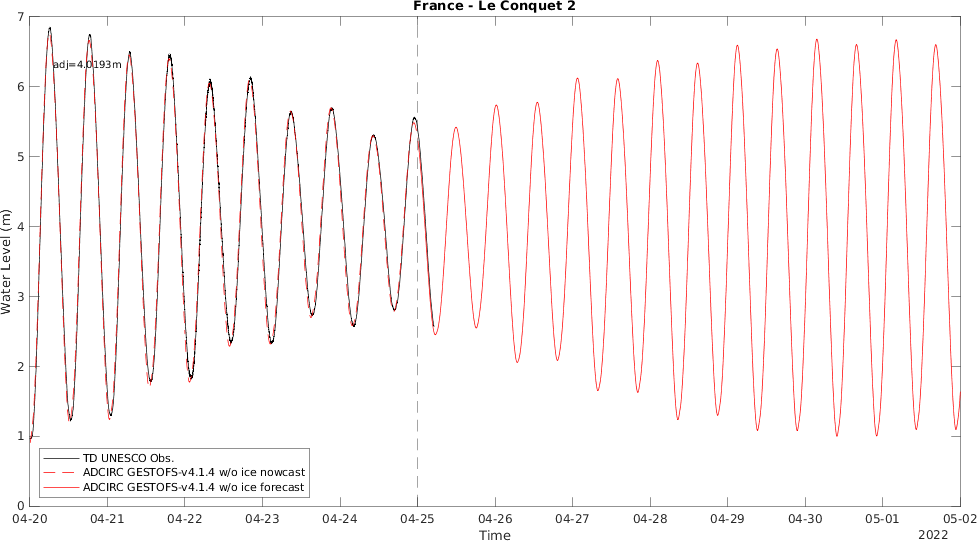 France - Le Conquet 2
7
adj=4.0193m
6
5
4
3
2
1
0
Water Level (m)
TD UNESCO Obs.
ADCIRC GESTOFS-v4.1.4 w/o ice nowcast
ADCIRC GESTOFS-v4.1.4 w/o ice forecast
04-20 04-21 04-22 04-23 04-24 04-25 04-26 04-27 04-28 04-29 04-30 05-01 05-02
Time
2022